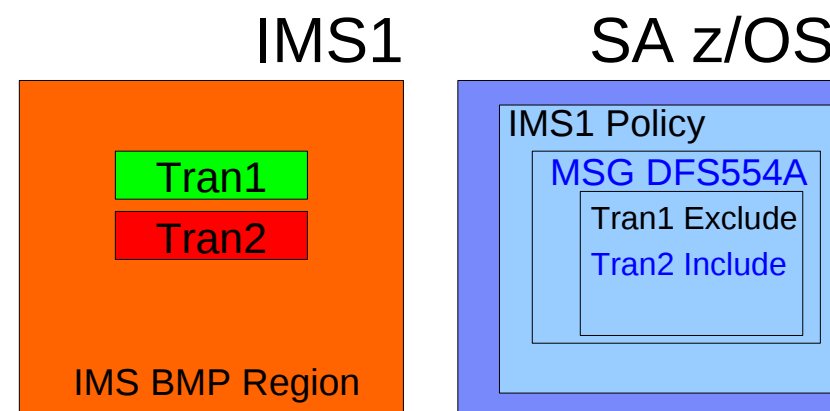 IMS1
Tran1
Tran2
IMS BMP Region
SA z/OS
IMS1 Policy
MSG DFS554A
Tran1 Exclude
Tran2 Include